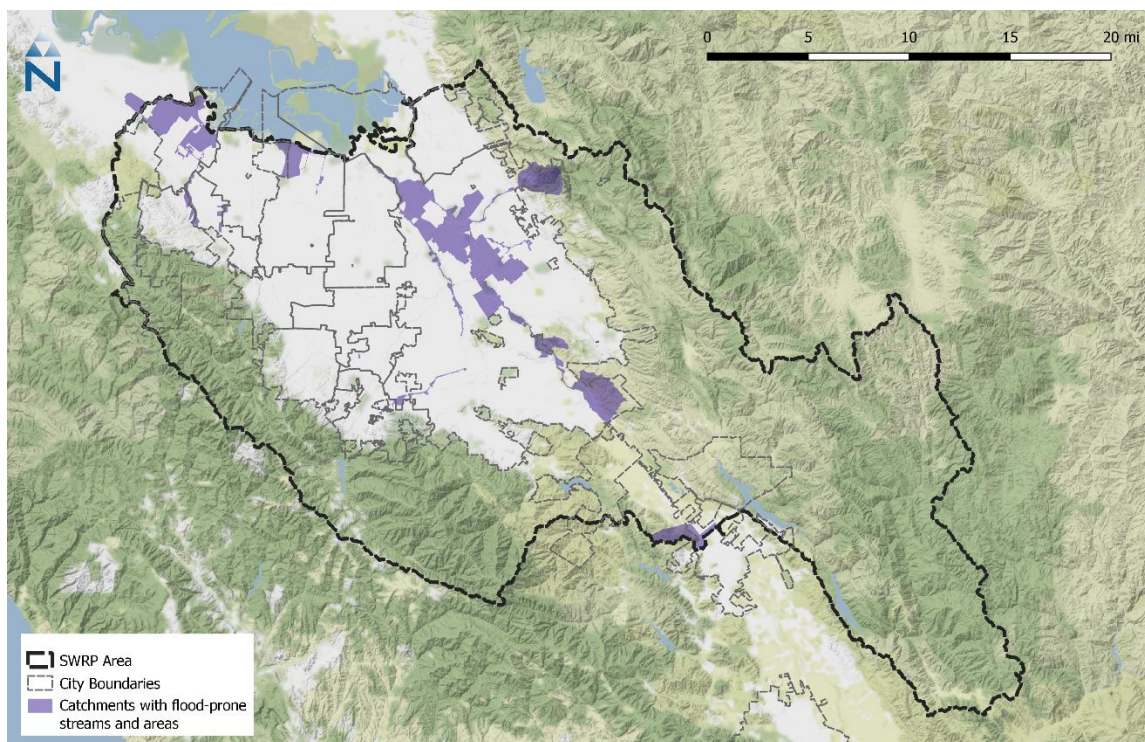 N
0 5 10 15 20 mi
SWRP Area
City Boundaries
Catchments with flood-prone
streams and areas